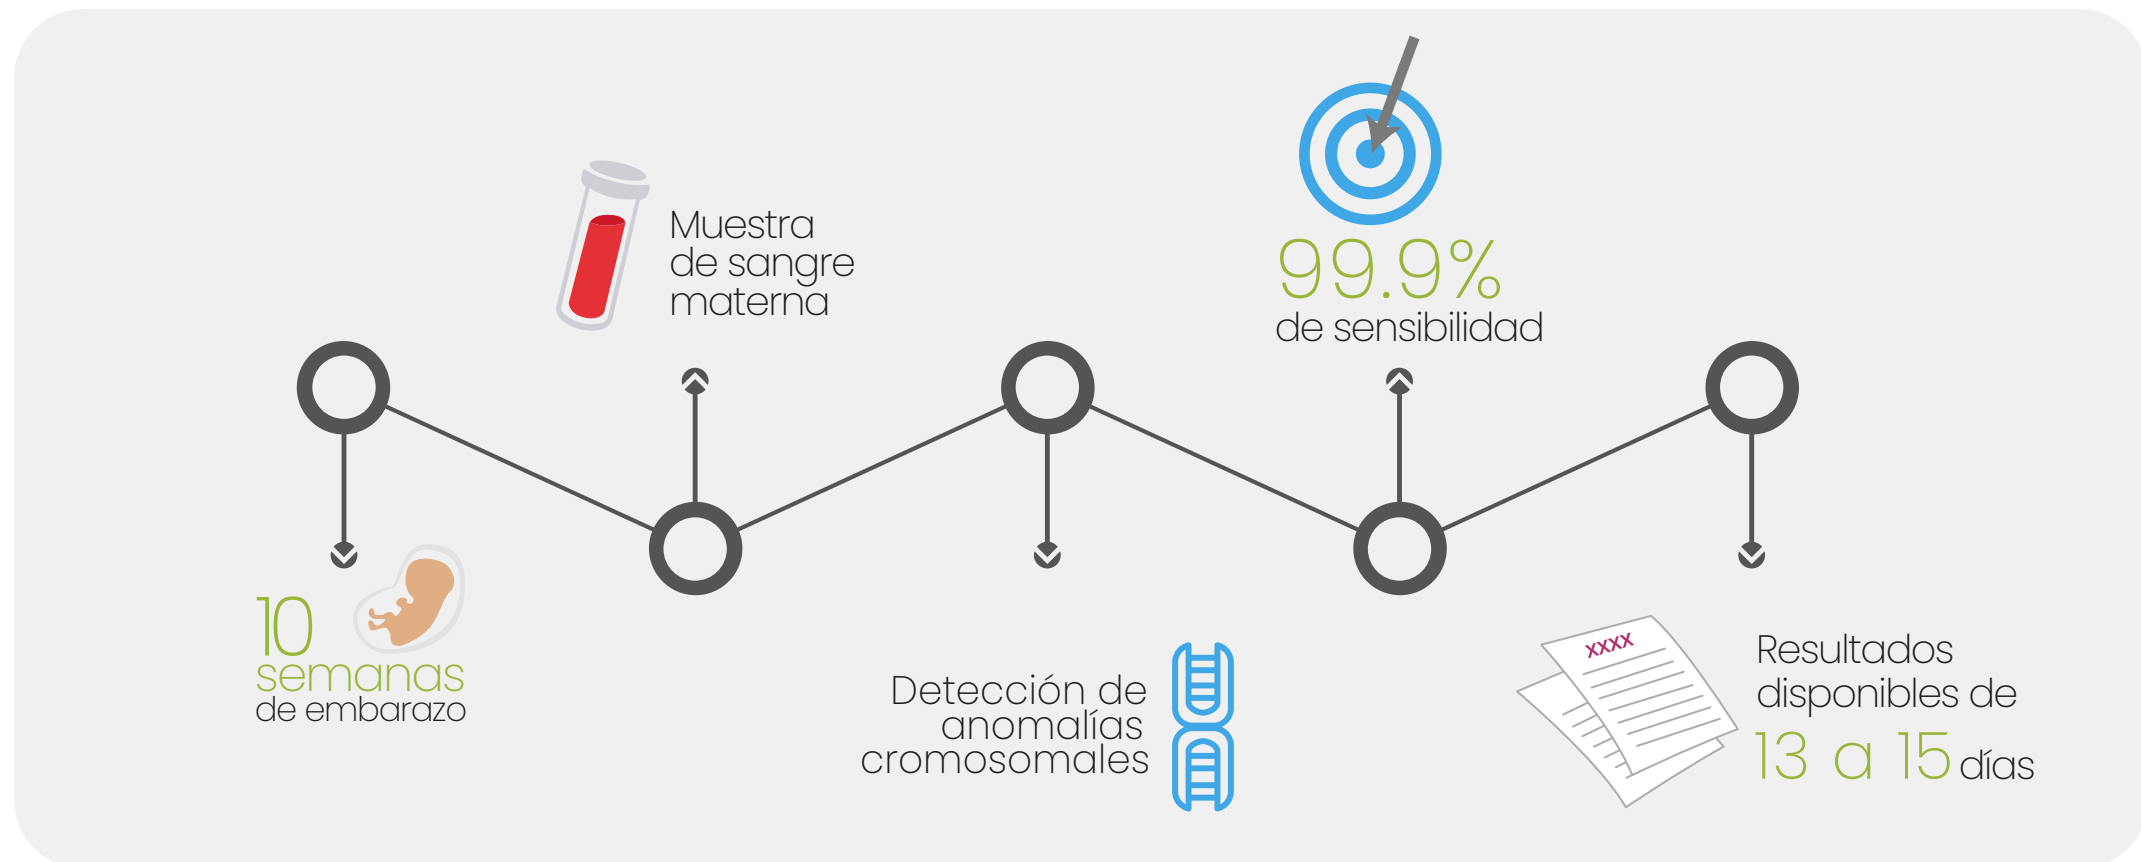 10
semanas
de embarazo
Muestra
de sangre
materna
Detección de
anomalías
cromosomales
99.9%
de sensibilidad
XXXX
Resultados
disponibles de
13 a 15 días